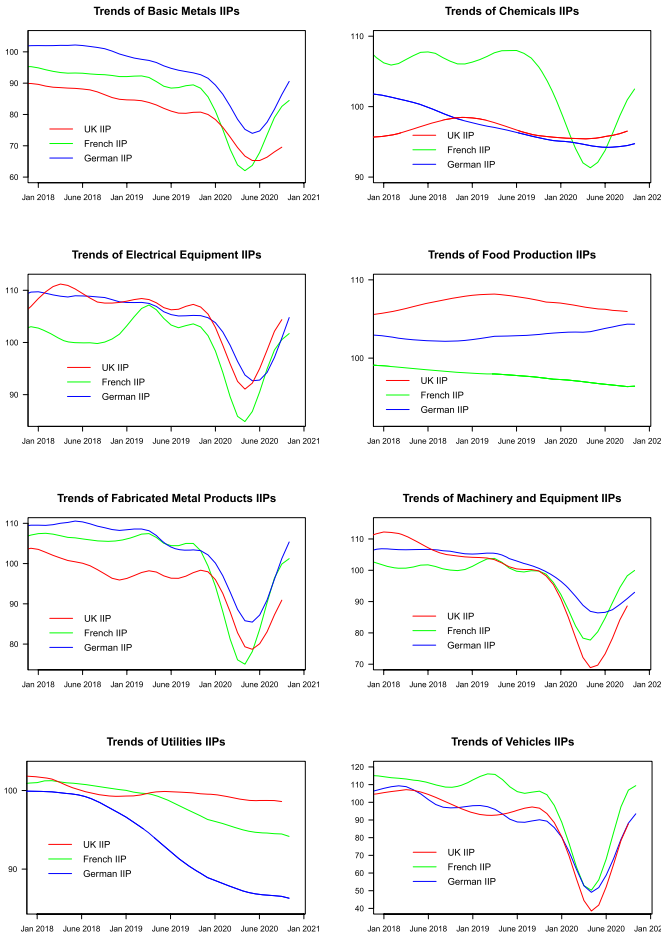 Trends of Basic Metals IIPs
100
90
80
70
60
UK IIP
French IIP
German IIP
Jan 2018 June 2018 Jan 2019 June 2019 Jan 2020 June 2020 Jan 2021
Trends of Chemicals IIPs
110
100
90
UK IIP
French IIP
German IIP
Jan 2018 June 2018 Jan 2019 June 2019 Jan 2020 June 2020 Jan 202
Trends of Electrical Equipment IIPs
110
100
90
UK IIP
French IIP
German IIP
Jan 2018 June 2018 Jan 2019 June 2019 Jan 2020 June 2020 Jan 2021
Trends of Food Production IIPs
110
100
UK IIP
French IIP
German IIP
Jan 2018 June 2018 Jan 2019 June 2019 Jan 2020 June 2020 Jan 202
Trends of Fabricated Metal Products IIPs
110
100
90
80
UK IIP
French IIP
German IIP
Jan 2018 June 2018 Jan 2019 June 2019 Jan 2020 June 2020 Jan 2021
Trends of Machinery and Equipment IIPs
110
100
90
80
70
UK IIP
French IIP
German IIP
Jan 2018 June 2018 Jan 2019 June 2019 Jan 2020 June 2020 Jan 202
Trends of Utilities IIPs
100
90
UK IIP
French IIP
German IIP
Jan 2018 June 2018 Jan 2019 June 2019 Jan 2020 June 2020 Jan 2021
Trends of Vehicles IIPs
120
110
100
90
80
70
60
50
40
UK IIP
French IIP
German IIP
Jan 2018 June 2018 Jan 2019 June 2019 Jan 2020 June 2020 Jan 202